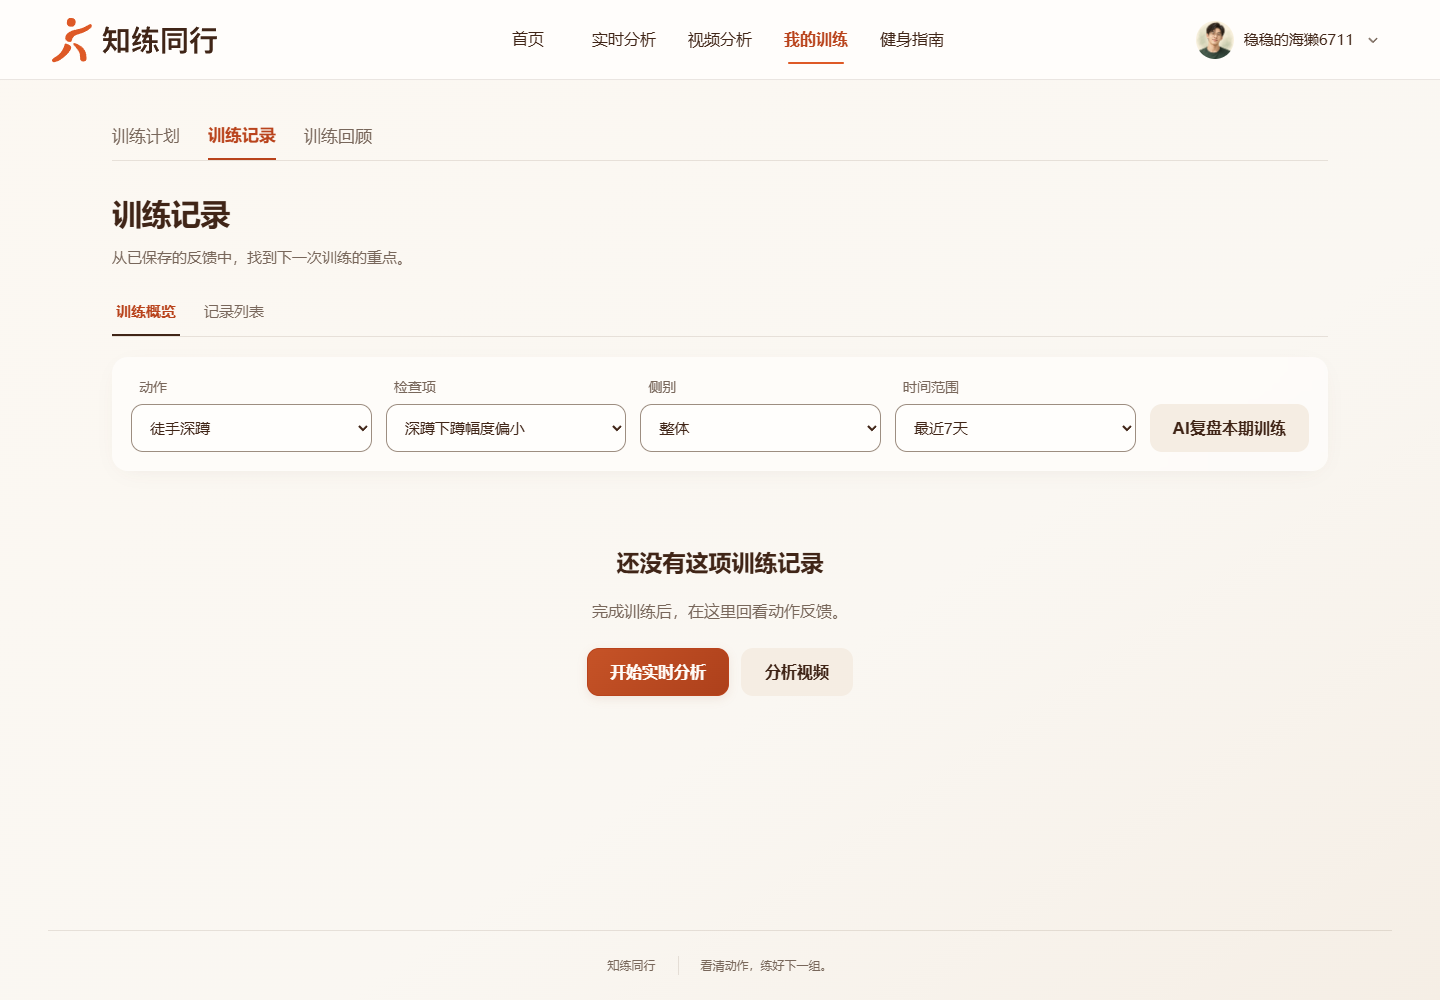 知练同行
首页 实时分析 视频分析 我的训练 健身指南
稳稳的海獭6711
训练计划 训练记录 训练回顾
训练记录
从已保存的反馈中，找到下一次训练的重点。
训练概览 记录列表
动作 检查项 侧别 时间范围
徒手深蹲 深蹲下蹲幅度偏小 整体 最近7天 AI复盘本期训练
还没有这项训练记录
完成训练后，在这里回看动作反馈。
开始实时分析 分析视频
知练同行 看清动作，练好下一组。